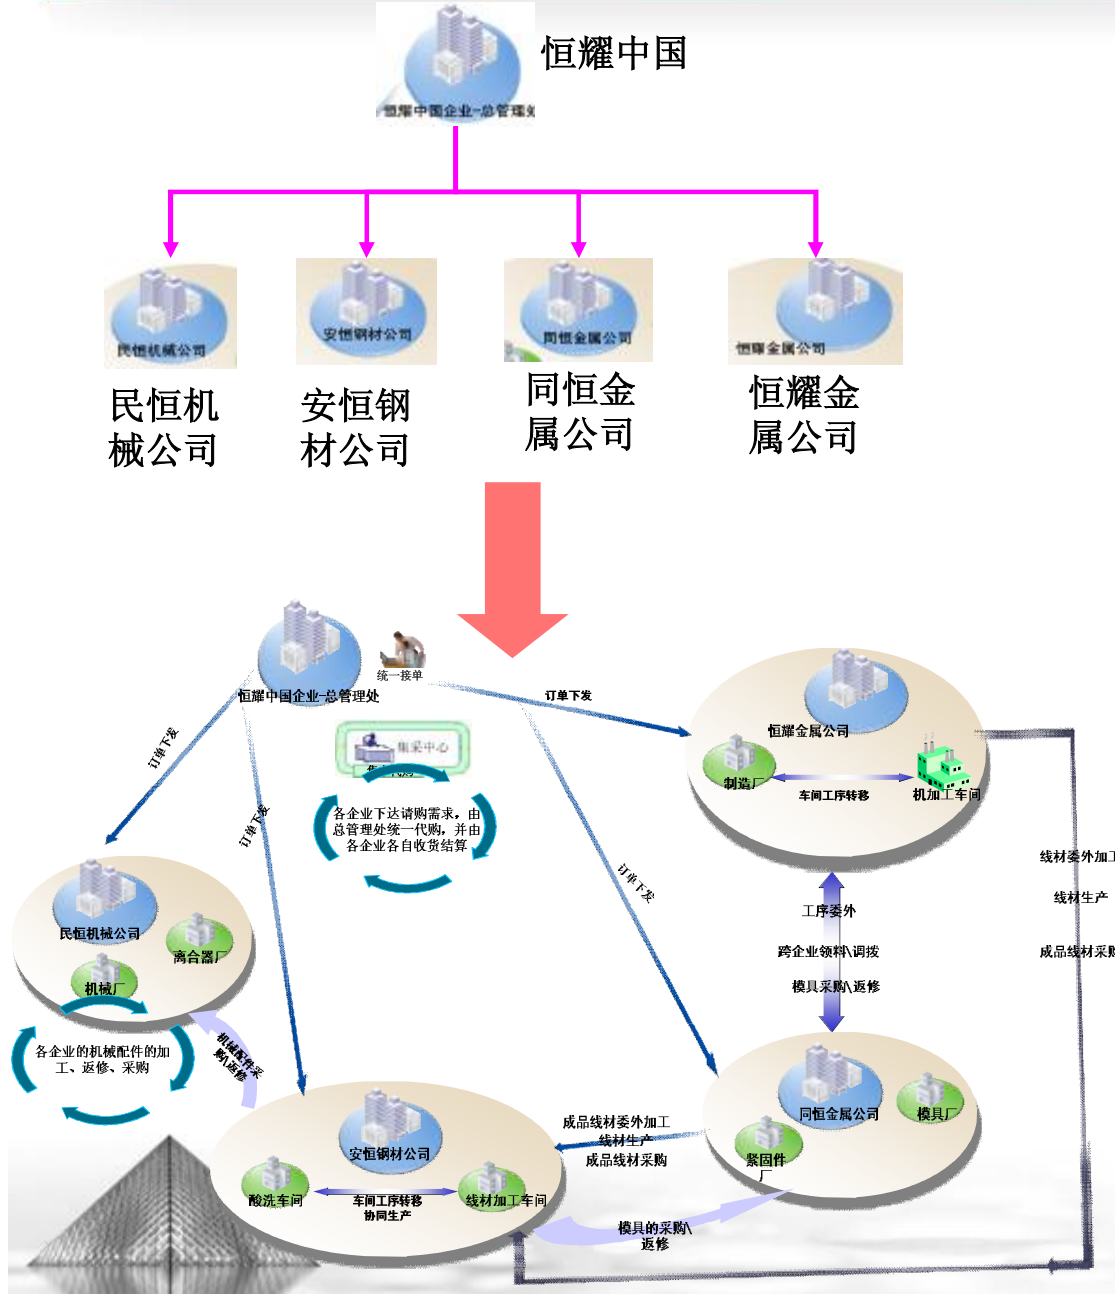 恒耀中国
恒耀中国企业-总管理处
民恒机械公司
安恒钢材公司
同恒金属公司
恒耀金属公司
民恒机
械公司
安恒钢
材公司
同恒金
属公司
恒耀金
属公司
统一接单
恒耀中国企业-总管理处
订单下发
订单下发
订单下发
订单下发
集采中心
各企业下达请购需求，由
总管理处统一代购，并由
各企业各自收货结算
恒耀金属公司
制造厂
车间工序转移
机加工车间
线材委外加工
线材生产
成品线材采购
工序委外
跨企业领料\调拨
模具采购\返修
民恒机械公司
离合器厂
机械厂
各企业的机械配件的加
工、返修、采购
机械配件采
购\返修
安恒钢材公司
酸洗车间
车间工序转移
协同生产
线材加工车间
成品线材委外加工
线材生产
成品线材采购
同恒金属公司
模具厂
紧固件
厂
模具的采购\
返修